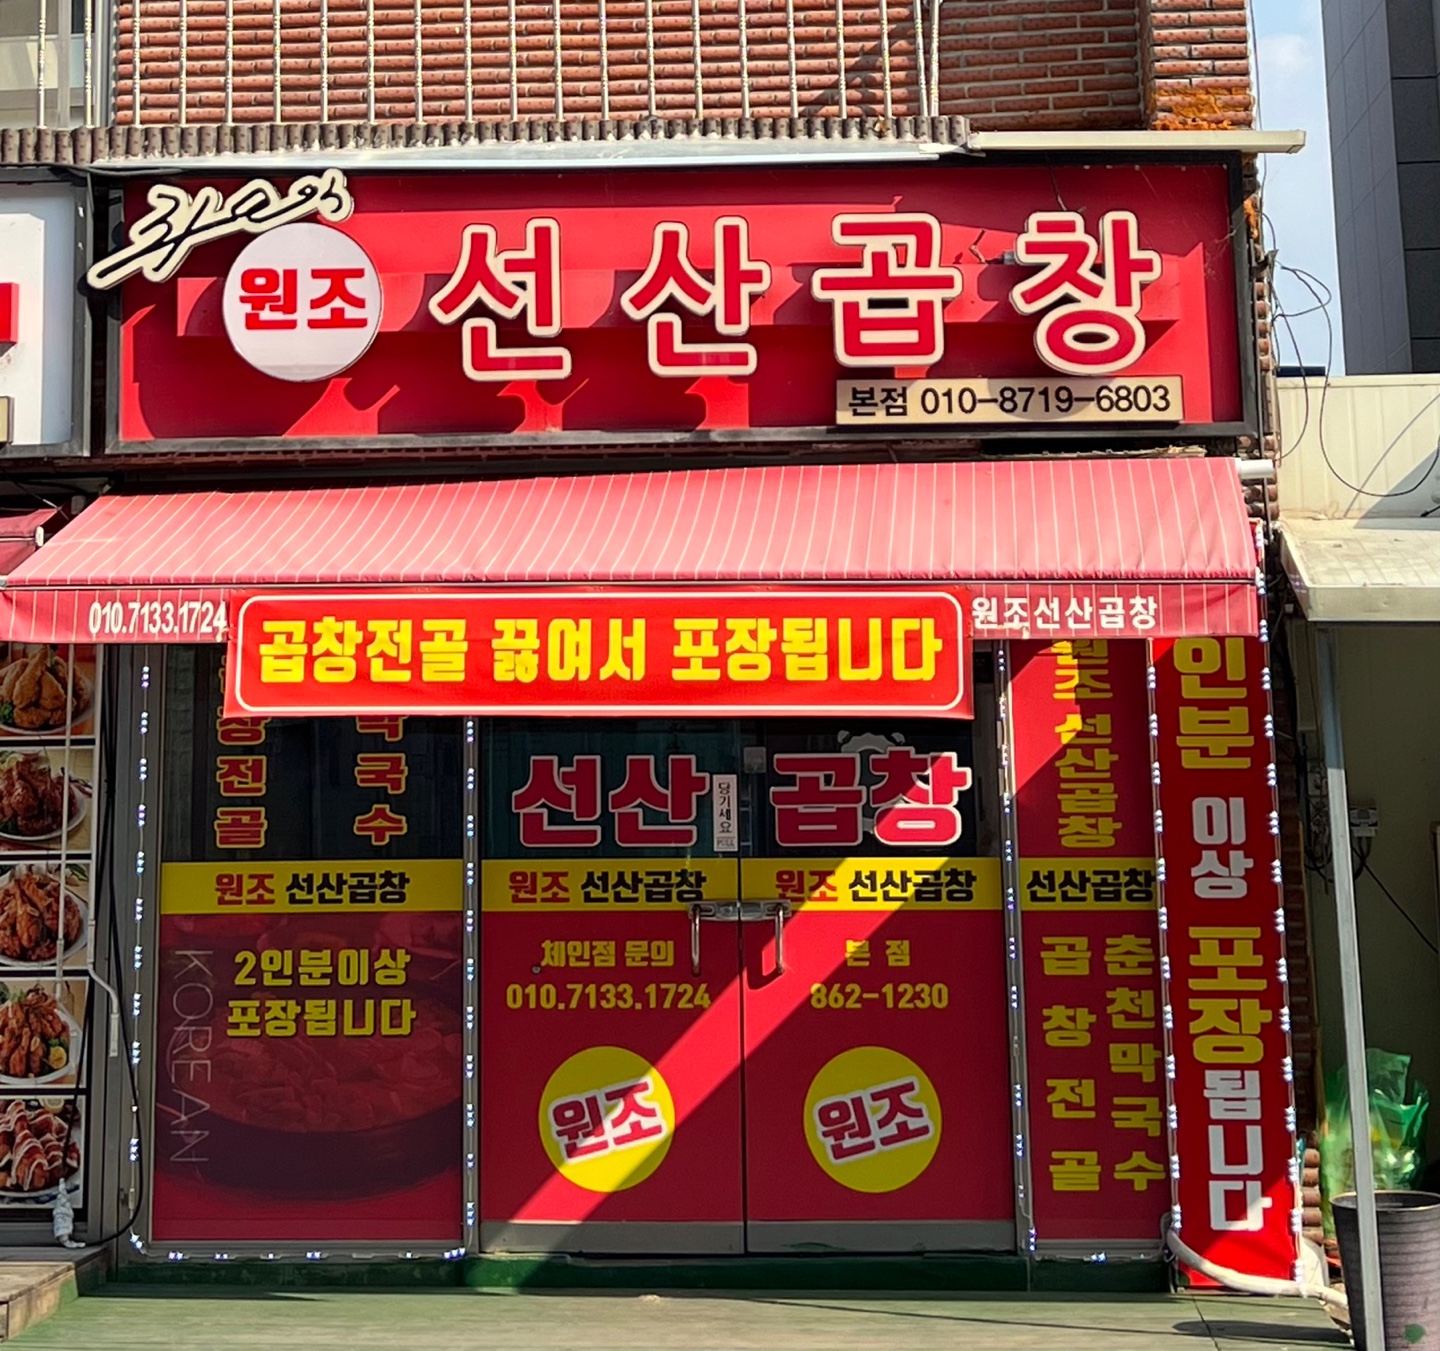 원조 선산곱창
본점 010-8719-6803
010.7133.1724
원조선산곱창
곱창전골 끓여서 포장됩니다
창전골
막국수
선산곱창
당기세요
PULL
원조 선산곱창
2인분이상
포장됩니다
KOREAN
원조 선산곱창
체인점 문의
010.7133.1724
원조
원조 선산곱창
본 점
862-1230
원조
원조 선산곱창
선산곱창
곱창전골
춘천막국수
인분 이상 포장됩니다